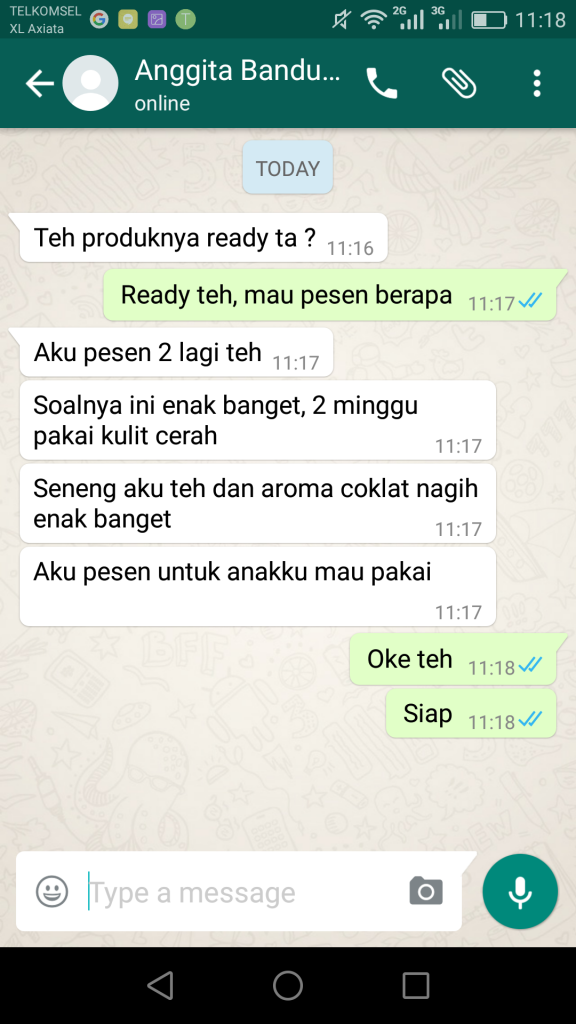 TELKOMSEL
XL Axiata
2G
3G
11:18
Anggita Bandu...
online
TODAY
Teh produknya ready ta ? 11:16
Ready teh, mau pesen berapa 11:17
Aku pesen 2 lagi teh 11:17
Soalnya ini enak banget, 2 minggu
pakai kulit cerah
11:17
Seneng aku teh dan aroma coklat nagih
enak banget
11:17
Aku pesen untuk anakku mau pakai
11:17
Oke teh 11:18
Siap 11:18
Type a message